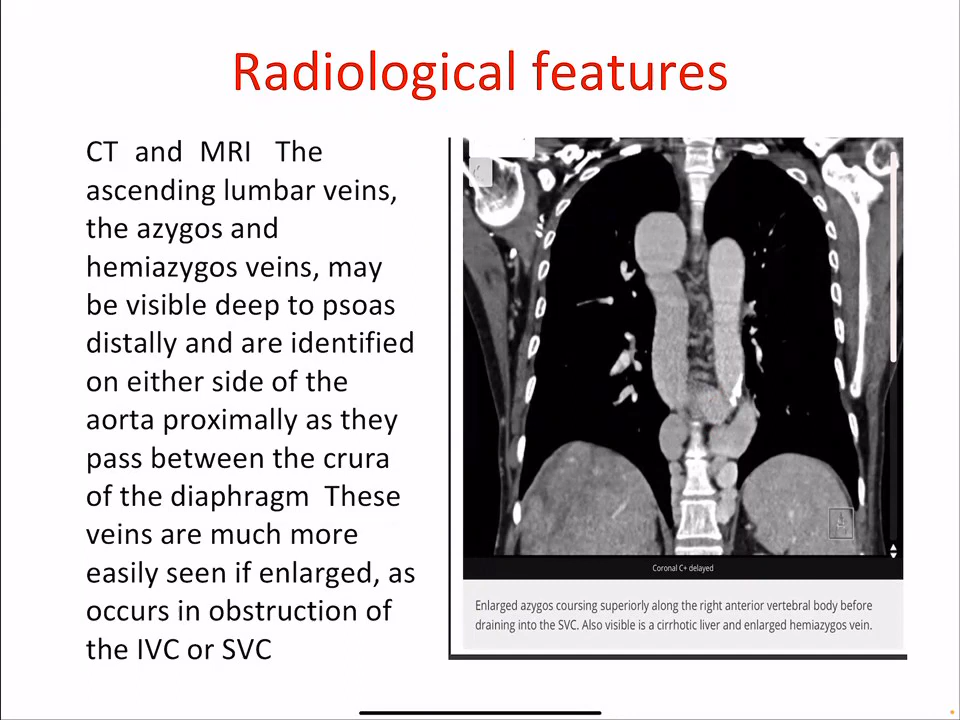 Radiological features
CT and MRI The
ascending lumbar veins,
the azygos and
hemiazygos veins, may
be visible deep to psoas
distally and are identified
on either side of the
aorta proximally as they
pass between the crura
of the diaphragm These
veins are much more
easily seen if enlarged, as
occurs in obstruction of
the IVC or SVC
Coronal C+ delayed
Enlarged azygos coursing superiorly along the right anterior vertebral body before
draining into the SVC. Also visible is a cirrhotic liver and enlarged hemiazygos vein.